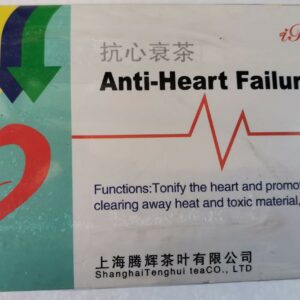 抗心衰茶
Anti-Heart Failur
Functions:Tonify the heart and promo
clearing away heat and toxic material,
上海腾辉茶叶有限公司
ShanghaiTenghui teaCO., LTD